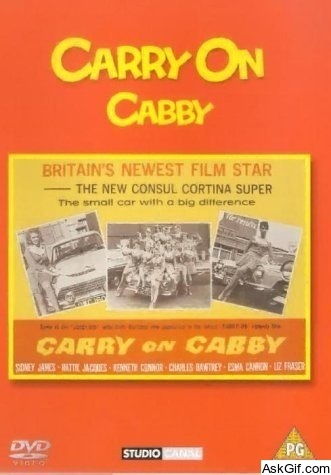 CARRY ON
CABBY
BRITAIN'S NEWEST FILM STAR
THE NEW CONSUL CORTINA SUPER
The small car with a big difference
CARRY ON CABBY
SIDNEY JAMES · HATTIE JACQUES · KENNETH CONNOR · CHARLES HAWTREY · ESMA CANNON · LIZ FRASER
DVD
VIDEO
STUDIO CANAL
PG
AskGif.com